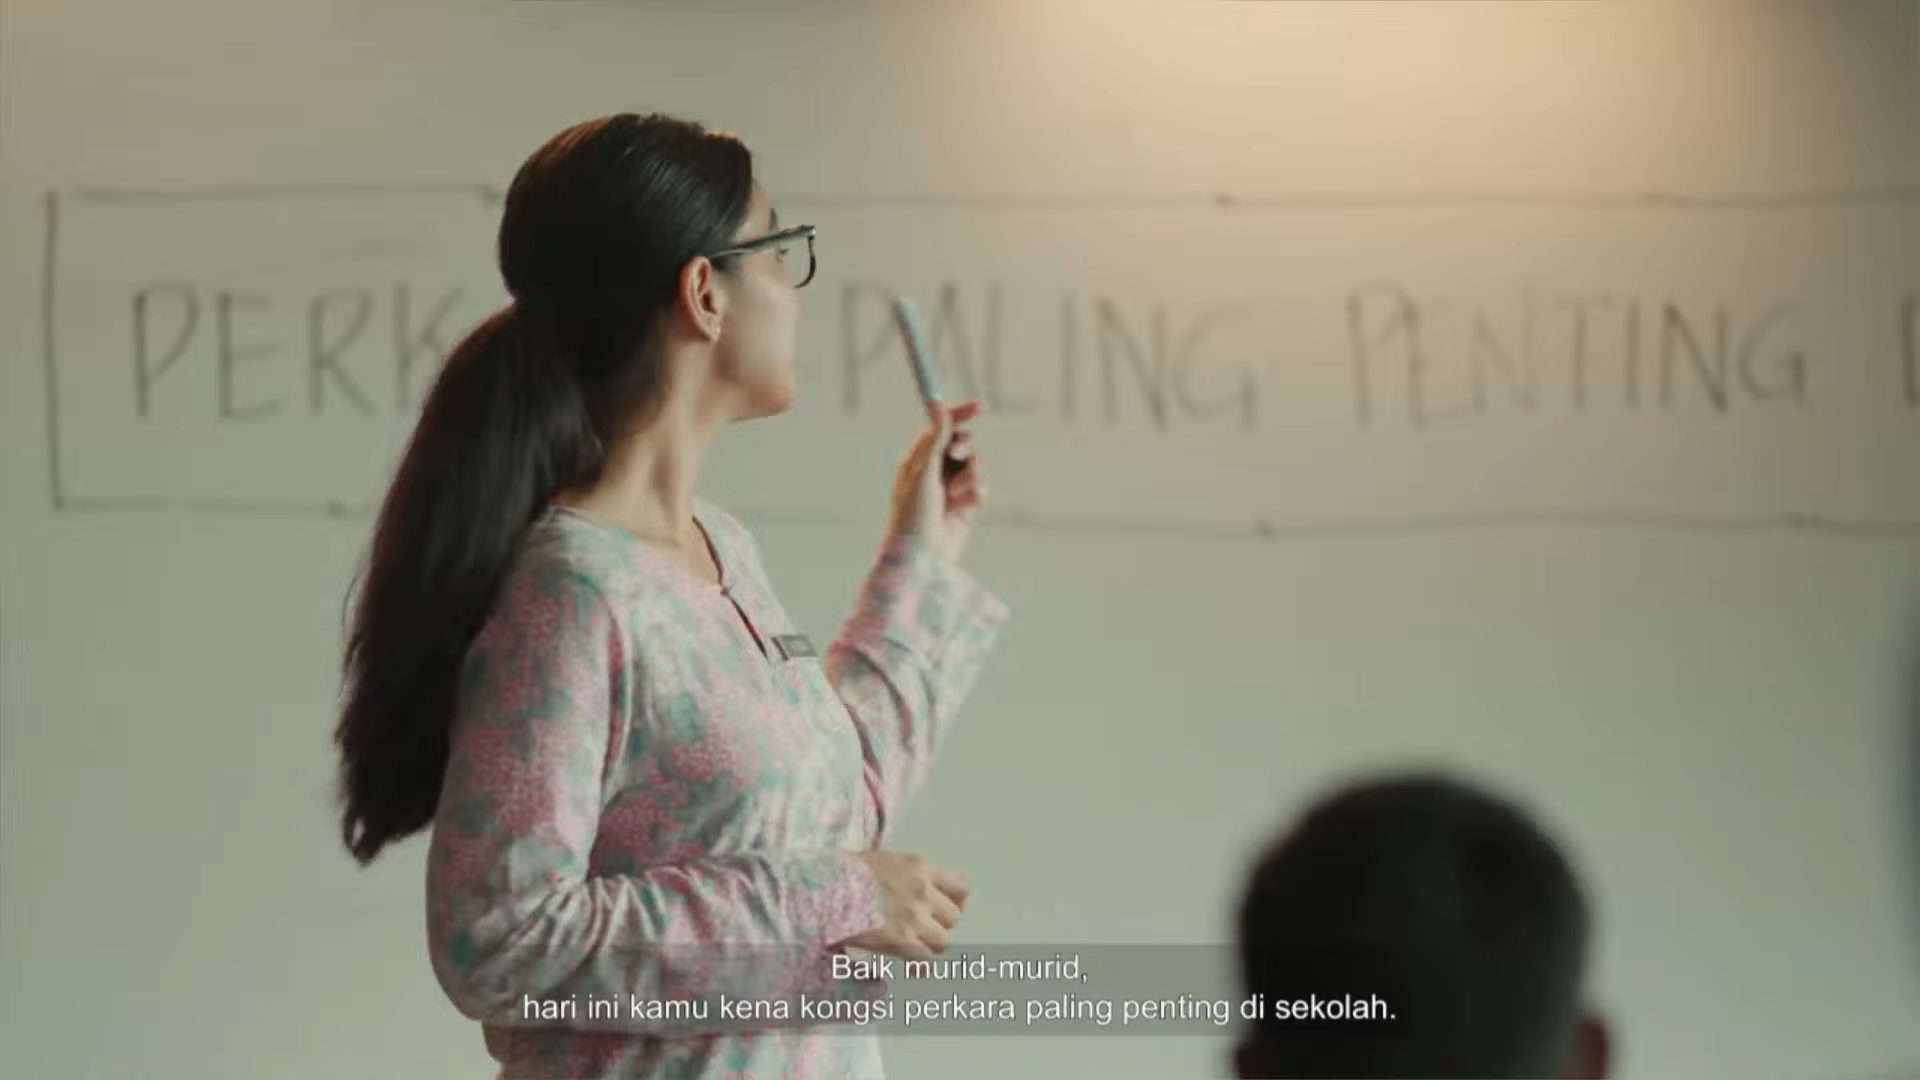 PERK PALING PENTING
Baik murid-murid,
hari ini kamu kena kongsi perkara paling penting di sekolah.